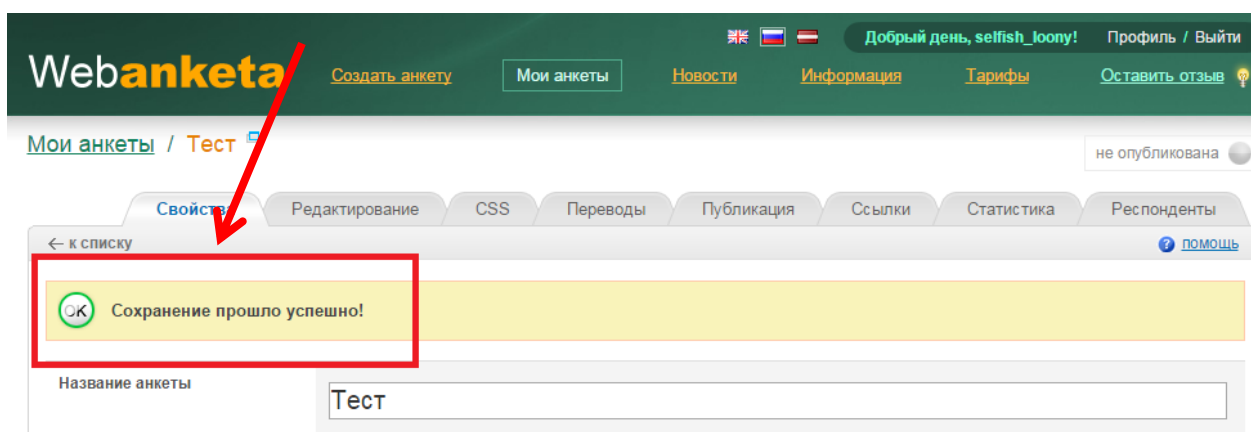 Добрый день, selfish_loony! Профиль / Выйти
Webanketa Создать анкету Мои анкеты Новости Информация Тарифы Оставить отзыв
Мои анкеты / Тест
не опубликована
Свойства Редактирование CSS Переводы Публикация Ссылки Статистика Респонденты
← к списку помощь
OK Сохранение прошло успешно!
Название анкеты
Тест